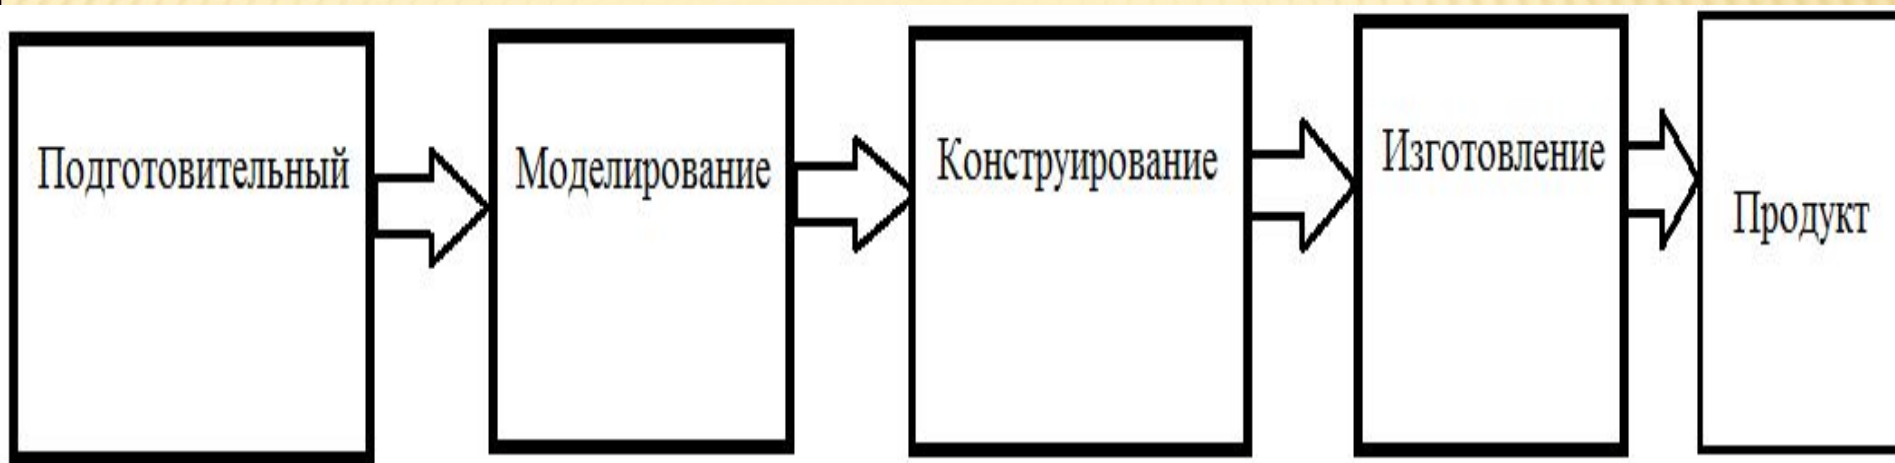 Подготовительный
Моделирование
Конструирование
Изготовление
Продукт